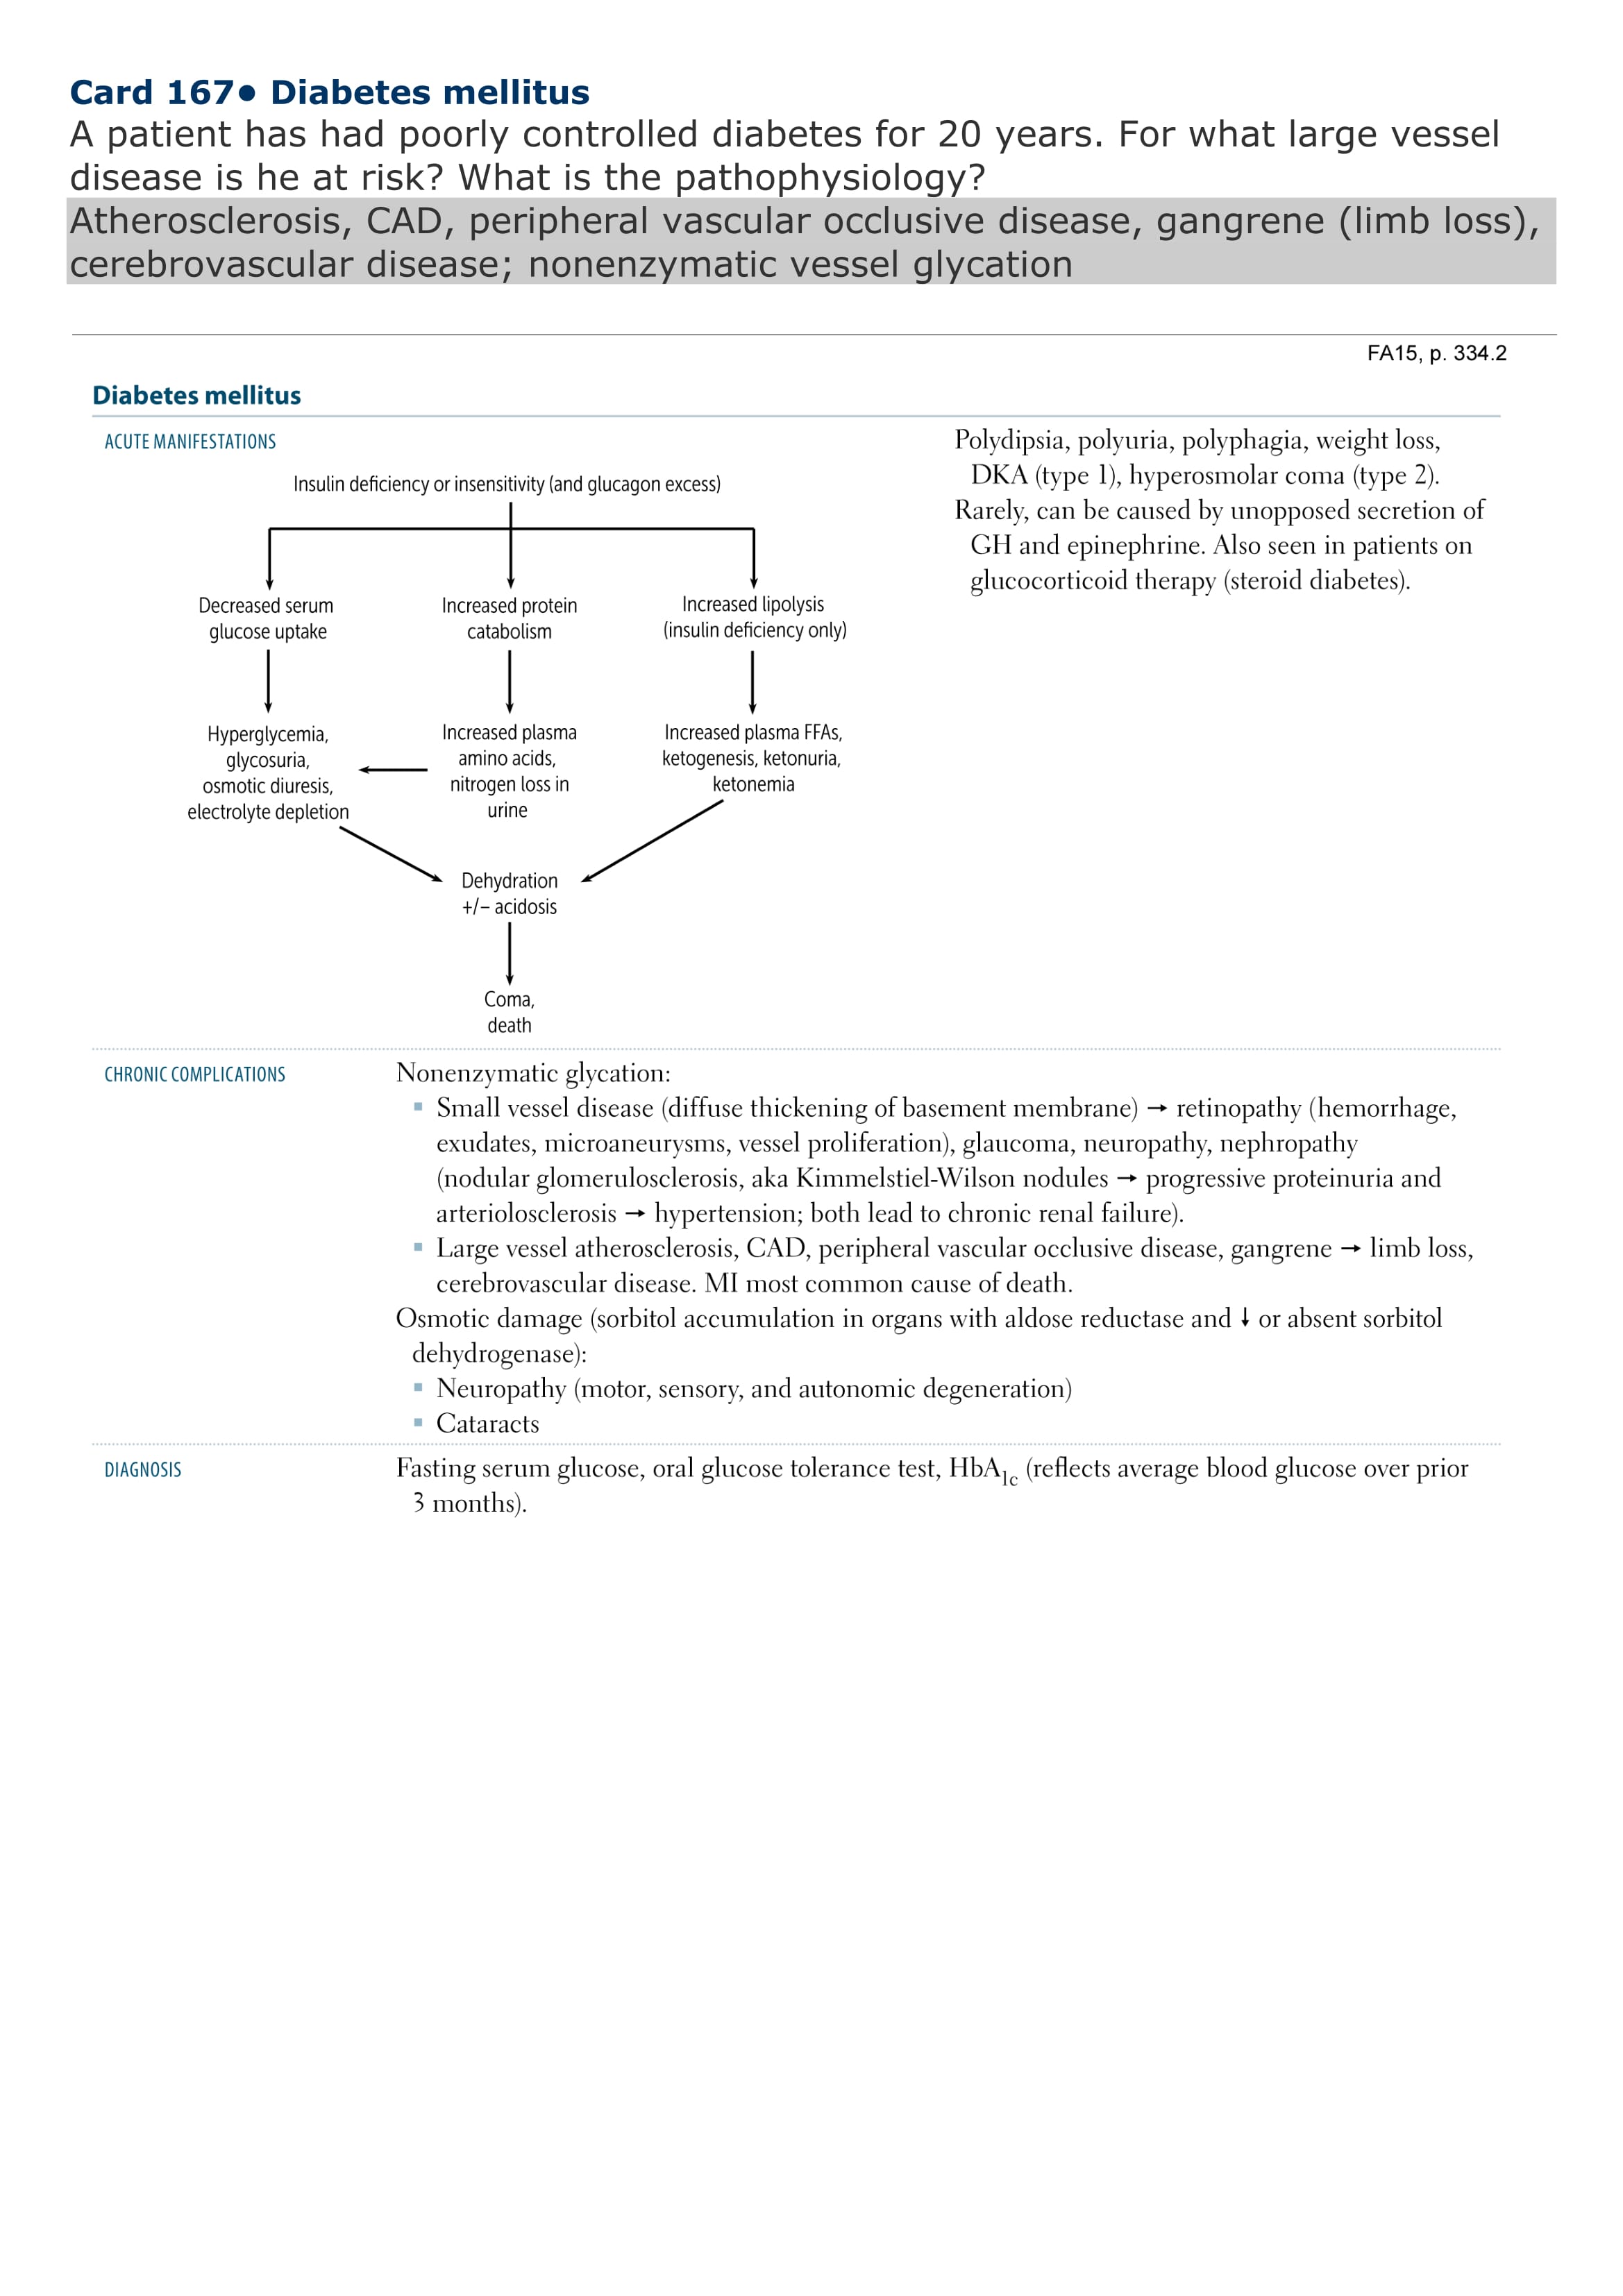 Card 167• Diabetes mellitus
A patient has had poorly controlled diabetes for 20 years. For what large vessel
disease is he at risk? What is the pathophysiology?
Atherosclerosis, CAD, peripheral vascular occlusive disease, gangrene (limb loss),
cerebrovascular disease; nonenzymatic vessel glycation
FA15, p. 334.2
Diabetes mellitus
ACUTE MANIFESTATIONS
Insulin deficiency or insensitivity (and glucagon excess)
Decreased serum
glucose uptake
Increased protein
catabolism
Increased lipolysis
(insulin deficiency only)
Hyperglycemia,
glycosuria,
osmotic diuresis,
electrolyte depletion
Increased plasma
amino acids,
nitrogen loss in
urine
Increased plasma FFAs,
ketogenesis, ketonuria,
ketonemia
Dehydration
+/− acidosis
Coma,
death
Polydipsia, polyuria, polyphagia, weight loss,
DKA (type 1), hyperosmolar coma (type 2).
Rarely, can be caused by unopposed secretion of
GH and epinephrine. Also seen in patients on
glucocorticoid therapy (steroid diabetes).
CHRONIC COMPLICATIONS
Nonenzymatic glycation:
▪ Small vessel disease (diffuse thickening of basement membrane) → retinopathy (hemorrhage,
exudates, microaneurysms, vessel proliferation), glaucoma, neuropathy, nephropathy
(nodular glomerulosclerosis, aka Kimmelstiel-Wilson nodules → progressive proteinuria and
arteriolosclerosis → hypertension; both lead to chronic renal failure).
▪ Large vessel atherosclerosis, CAD, peripheral vascular occlusive disease, gangrene → limb loss,
cerebrovascular disease. MI most common cause of death.
Osmotic damage (sorbitol accumulation in organs with aldose reductase and ↓ or absent sorbitol
dehydrogenase):
▪ Neuropathy (motor, sensory, and autonomic degeneration)
▪ Cataracts
DIAGNOSIS
Fasting serum glucose, oral glucose tolerance test, HbA1c (reflects average blood glucose over prior
3 months).